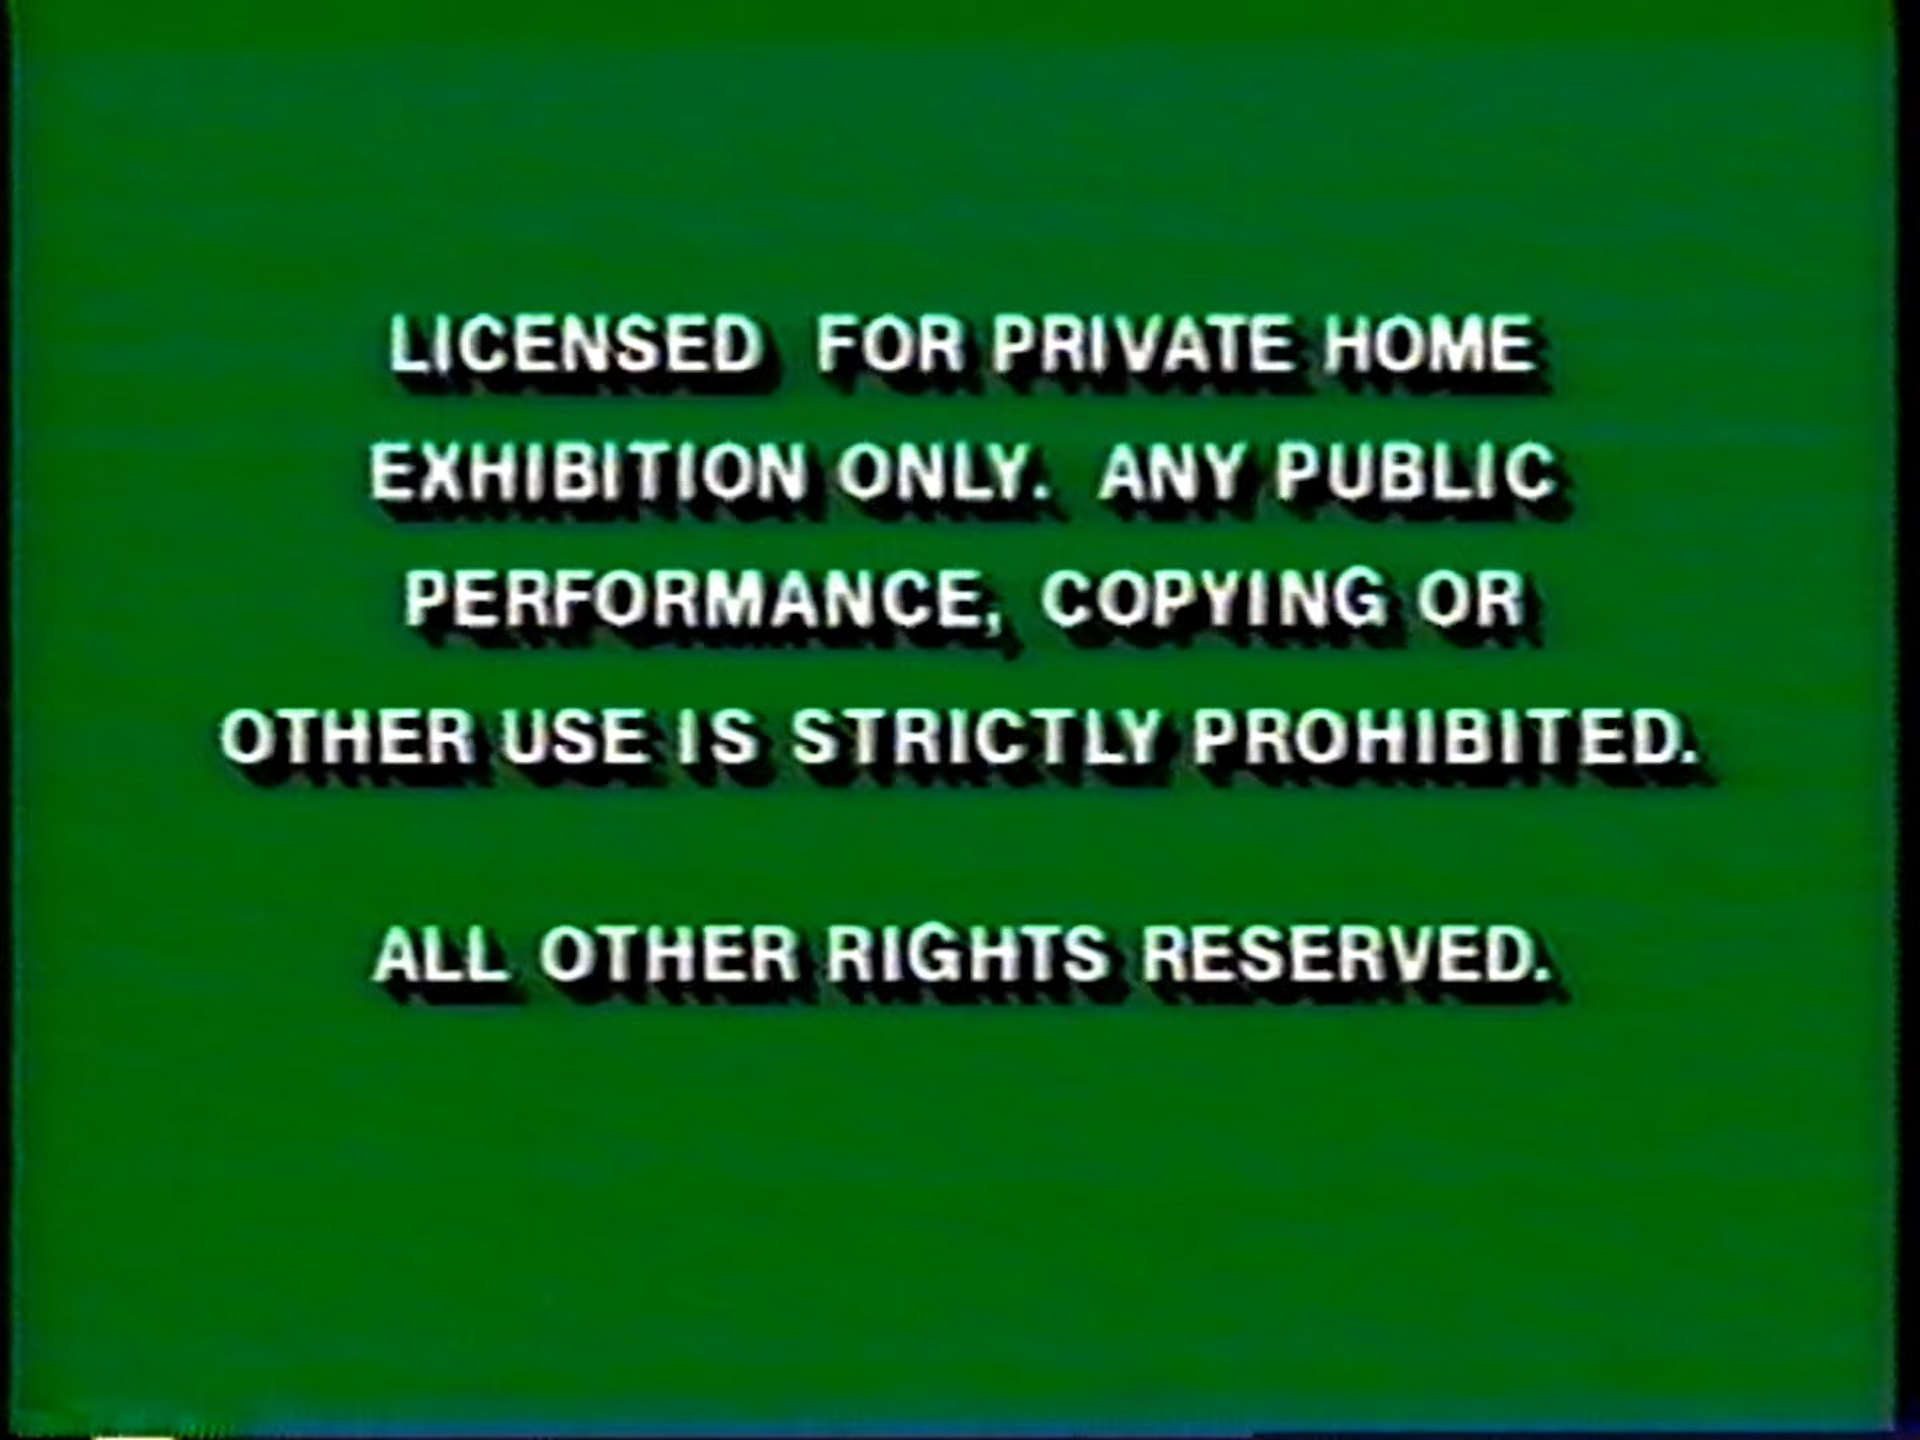 LICENSED FOR PRIVATE HOME
EXHIBITION ONLY. ANY PUBLIC
PERFORMANCE, COPYING OR
OTHER USE IS STRICTLY PROHIBITED.
ALL OTHER RIGHTS RESERVED.